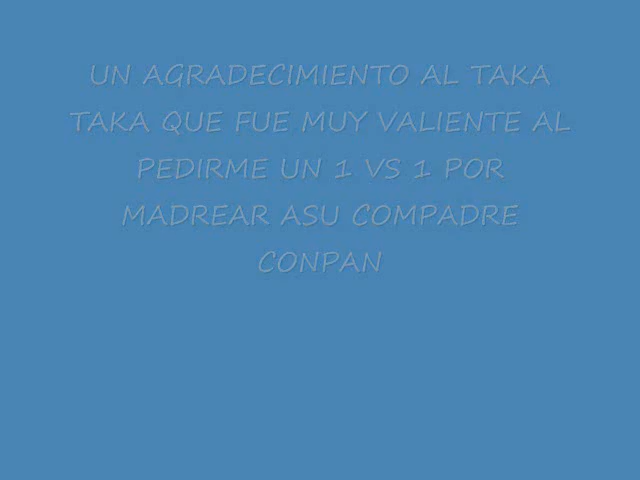 UN AGRADECIMIENTO AL TAKA
TAKA QUE FUE MUY VALIENTE AL
PEDIRME UN 1 VS 1 POR
MADREAR ASU COMPADRE
CONPAN